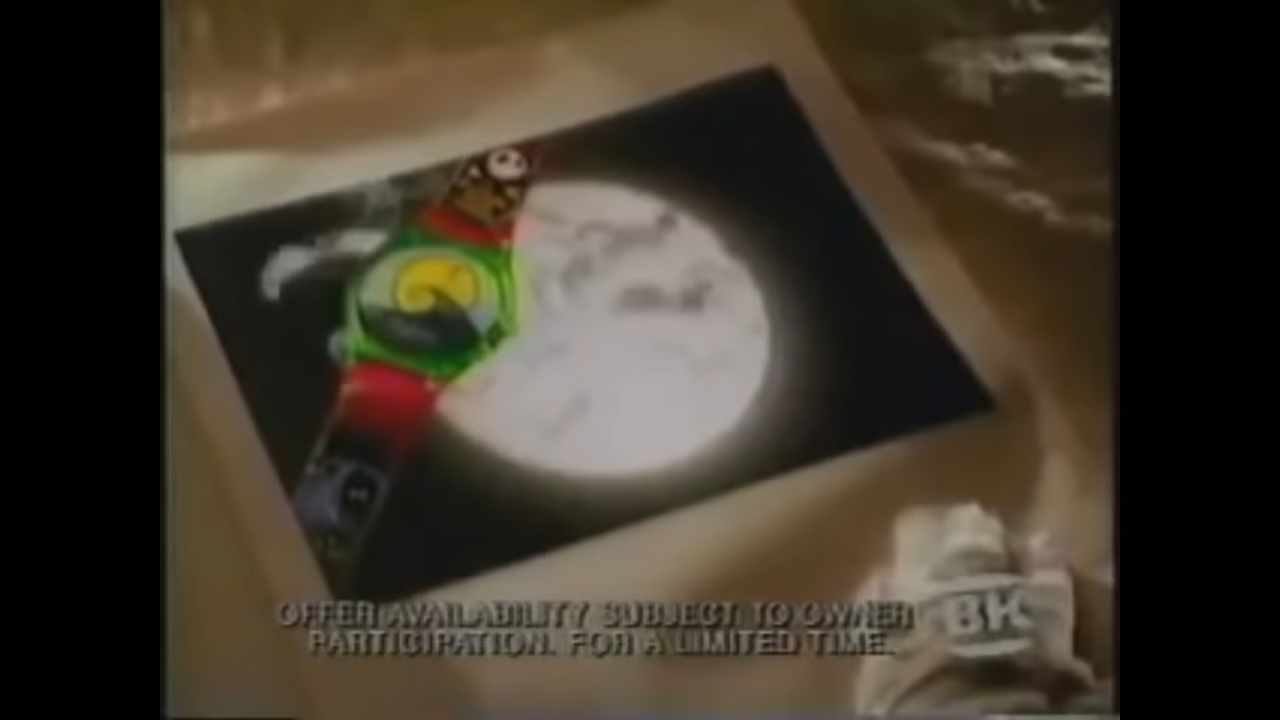 OFFER AVAILABILITY SUBJECT TO OWNER
PARTICIPATION. FOR A LIMITED TIME.
BK